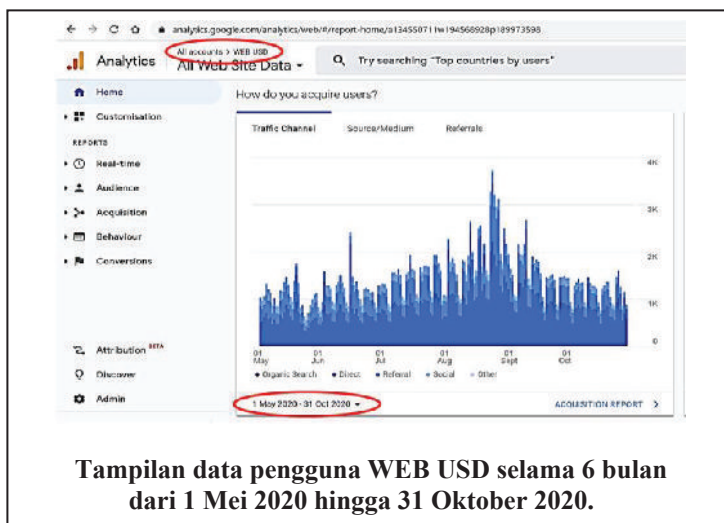 analytics.google.com/analytics/web/#/report-home/a134550711w194568928p189973598
All accounts > WEB USD
Analytics
All Web Site Data
Try searching "Top countries by users"
Home
Customisation
REPORTS
Real-time
Audience
Acquisition
Behaviour
Conversions
Attribution BETA
Discover
Admin
How do you acquire users?
Traffic Channel Source/Medium Referrals
4K
3K
2K
1K
0
01 May 01 Jun 01 Jul 01 Aug 01 Sept 01 Oct
Organic Search Direct Referral Social Other
1 May 2020 - 31 Oct 2020
ACQUISITION REPORT >
Tampilan data pengguna WEB USD selama 6 bulan
dari 1 Mei 2020 hingga 31 Oktober 2020.